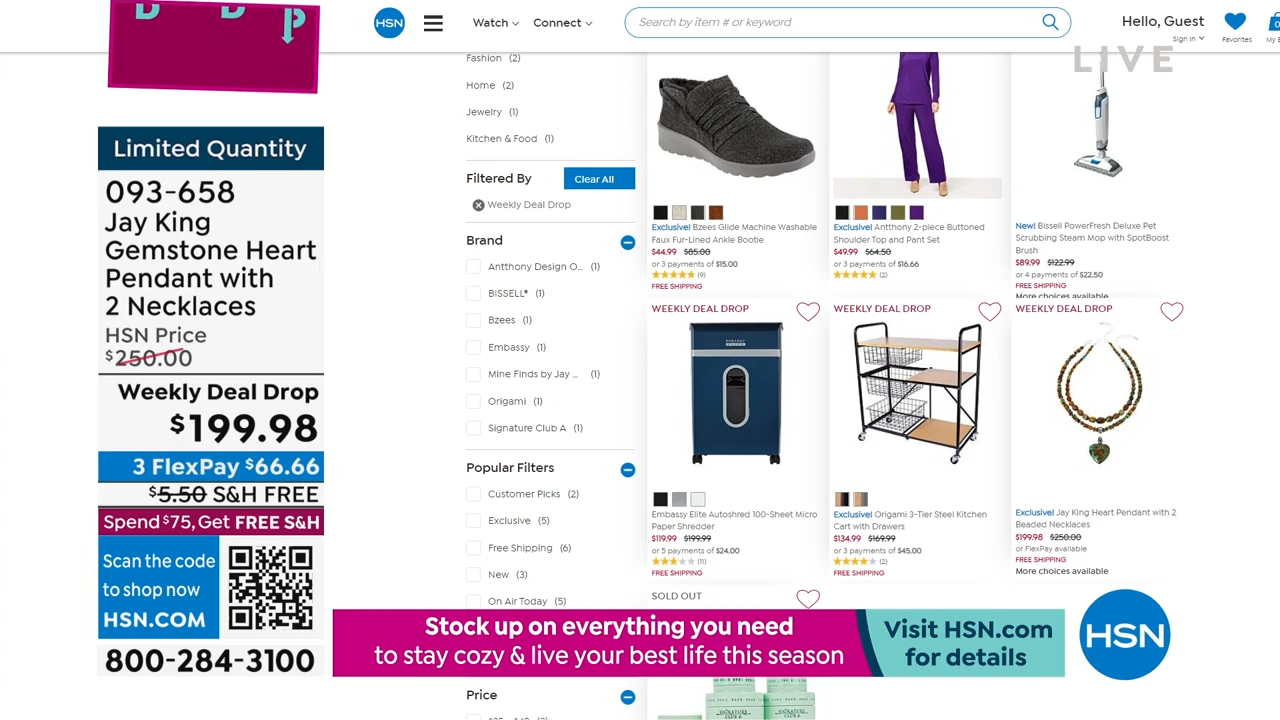 HSN
Watch
Connect
Search by item # or keyword
Hello, Guest
Sign In
Favorites
LIVE
Limited Quantity
093-658
Jay King
Gemstone Heart
Pendant with
2 Necklaces
HSN Price
$250.00
Weekly Deal Drop
$199.98
3 FlexPay $66.66
$5.50 S&H FREE
Spend $75, Get FREE S&H
Scan the code
to shop now
HSN.COM
800-284-3100
Fashion (2)
Home (2)
Jewelry (1)
Kitchen & Food (1)
Filtered By
Clear All
Weekly Deal Drop
Brand
Antthony Design O... (1)
BISSELL® (1)
Bzees (1)
Embassy (1)
Mine Finds by Jay ... (1)
Origami (1)
Signature Club A (1)
Popular Filters
Customer Picks (2)
Exclusive (5)
Free Shipping (6)
New (3)
On Air Today (5)
Price
Exclusive! Bzees Glide Machine Washable
Faux Fur-Lined Ankle Bootie
$44.99 $85.00
or 3 payments of $15.00
(9)
FREE SHIPPING
Exclusive! Antthony 2-piece Buttoned
Shoulder Top and Pant Set
$49.99 $64.50
or 3 payments of $16.66
(2)
New! Bissell PowerFresh Deluxe Pet
Scrubbing Steam Mop with SpotBoost
Brush
$89.99 $122.99
or 4 payments of $22.50
FREE SHIPPING
More choices available
WEEKLY DEAL DROP
Embassy Elite Autoshred 100-Sheet Micro
Paper Shredder
$119.99 $199.99
or 5 payments of $24.00
(11)
FREE SHIPPING
WEEKLY DEAL DROP
Exclusive! Origami 3-Tier Steel Kitchen
Cart with Drawers
$134.99 $169.99
or 3 payments of $45.00
(2)
FREE SHIPPING
WEEKLY DEAL DROP
Exclusive! Jay King Heart Pendant with 2
Beaded Necklaces
$199.98 $250.00
or FlexPay available
FREE SHIPPING
More choices available
SOLD OUT
SIGNATURE
CLUB A
SIGNATURE
CLUB A
Stock up on everything you need
to stay cozy & live your best life this season
Visit HSN.com
for details
HSN